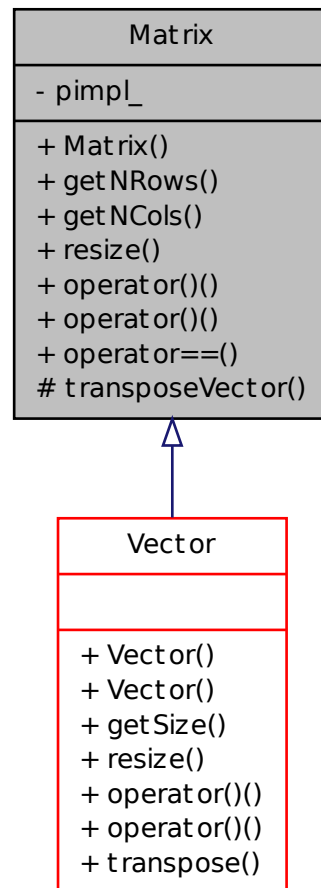 Matrix
- pimpl_
+ Matrix()
+ getNRows()
+ getNCols()
+ resize()
+ operator()()
+ operator()()
+ operator==()
# transposeVector()
Vector
+ Vector()
+ Vector()
+ getSize()
+ resize()
+ operator()()
+ operator()()
+ transpose()